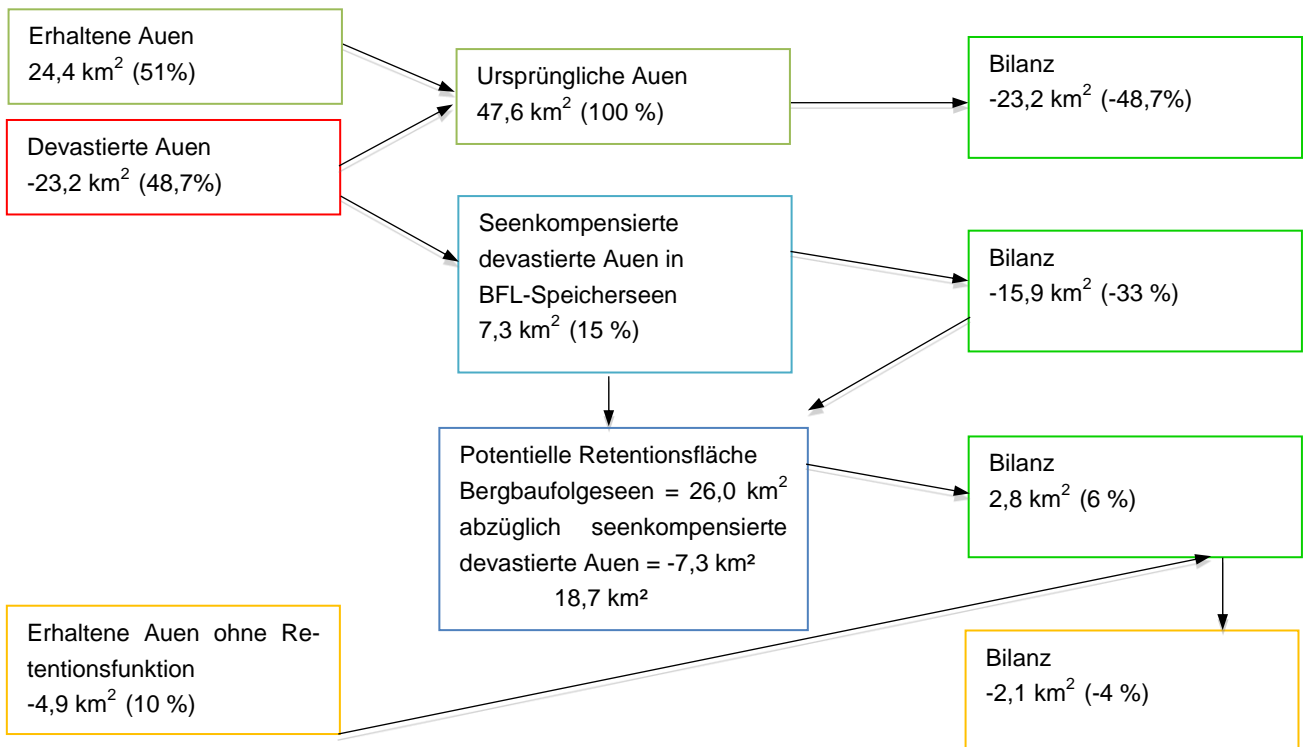 Erhaltene Auen
24,4 km² (51%)
Ursprüngliche Auen
47,6 km² (100 %)
Bilanz
-23,2 km² (-48,7%)
Devastierte Auen
-23,2 km² (48,7%)
Seenkompensierte
devastierte Auen in
BFL-Speicherseen
7,3 km² (15 %)
Bilanz
-15,9 km² (-33 %)
Potentielle Retentionsfläche
Bergbaufolgeseen = 26,0 km²
abzüglich seenkompensierte
devastierte Auen = -7,3 km²
18,7 km²
Bilanz
2,8 km² (6 %)
Erhaltene Auen ohne Re-
tentionsfunktion
-4,9 km² (10 %)
Bilanz
-2,1 km² (-4 %)